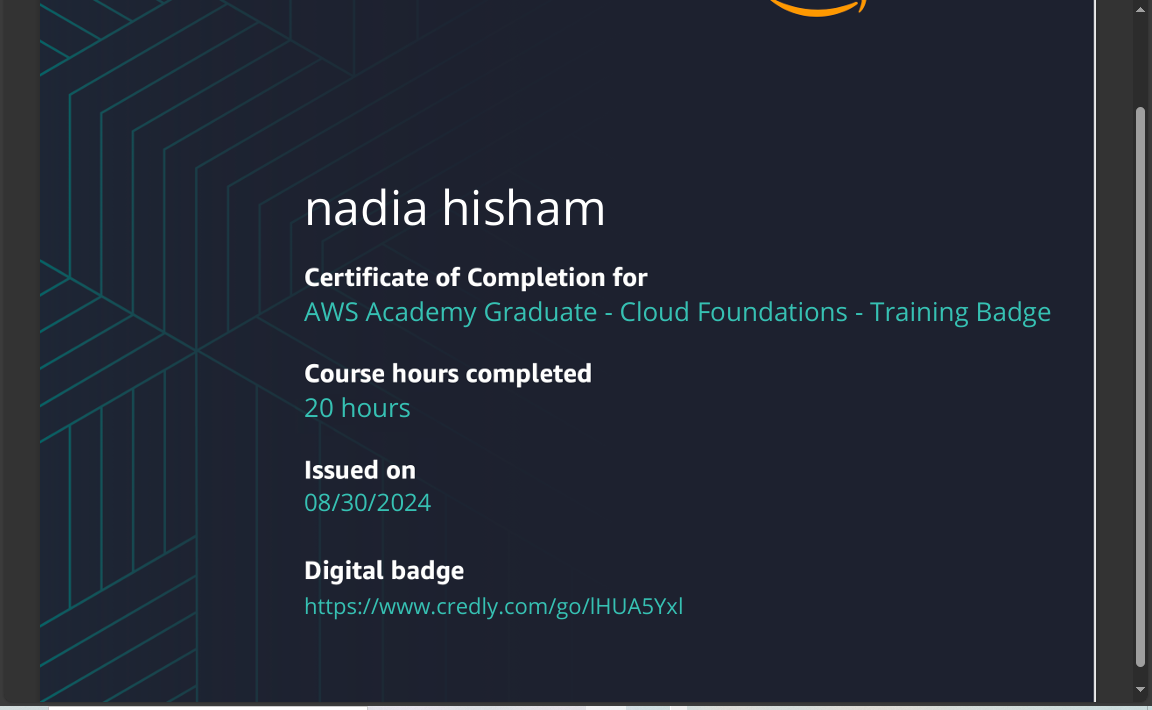 nadia hisham
Certificate of Completion for
AWS Academy Graduate - Cloud Foundations - Training Badge
Course hours completed
20 hours
Issued on
08/30/2024
Digital badge
https://www.credly.com/go/lHUA5Yxl